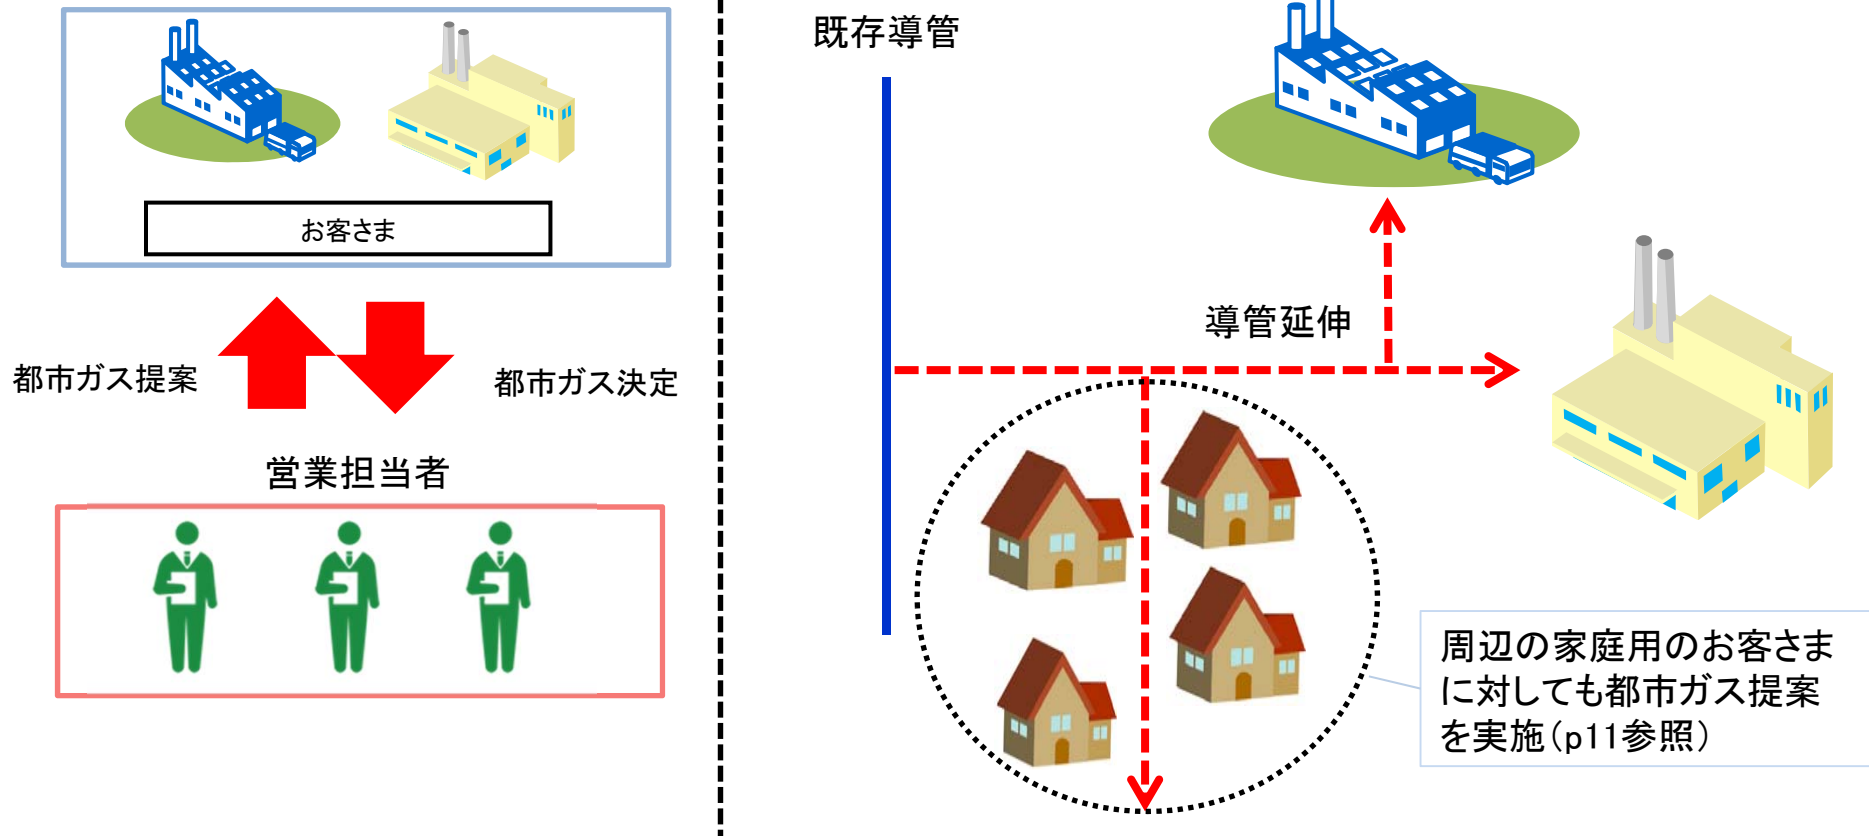 お客さま
都市ガス提案
都市ガス決定
営業担当者
既存導管
導管延伸
周辺の家庭用のお客さま
に対しても都市ガス提案
を実施(p11参照)